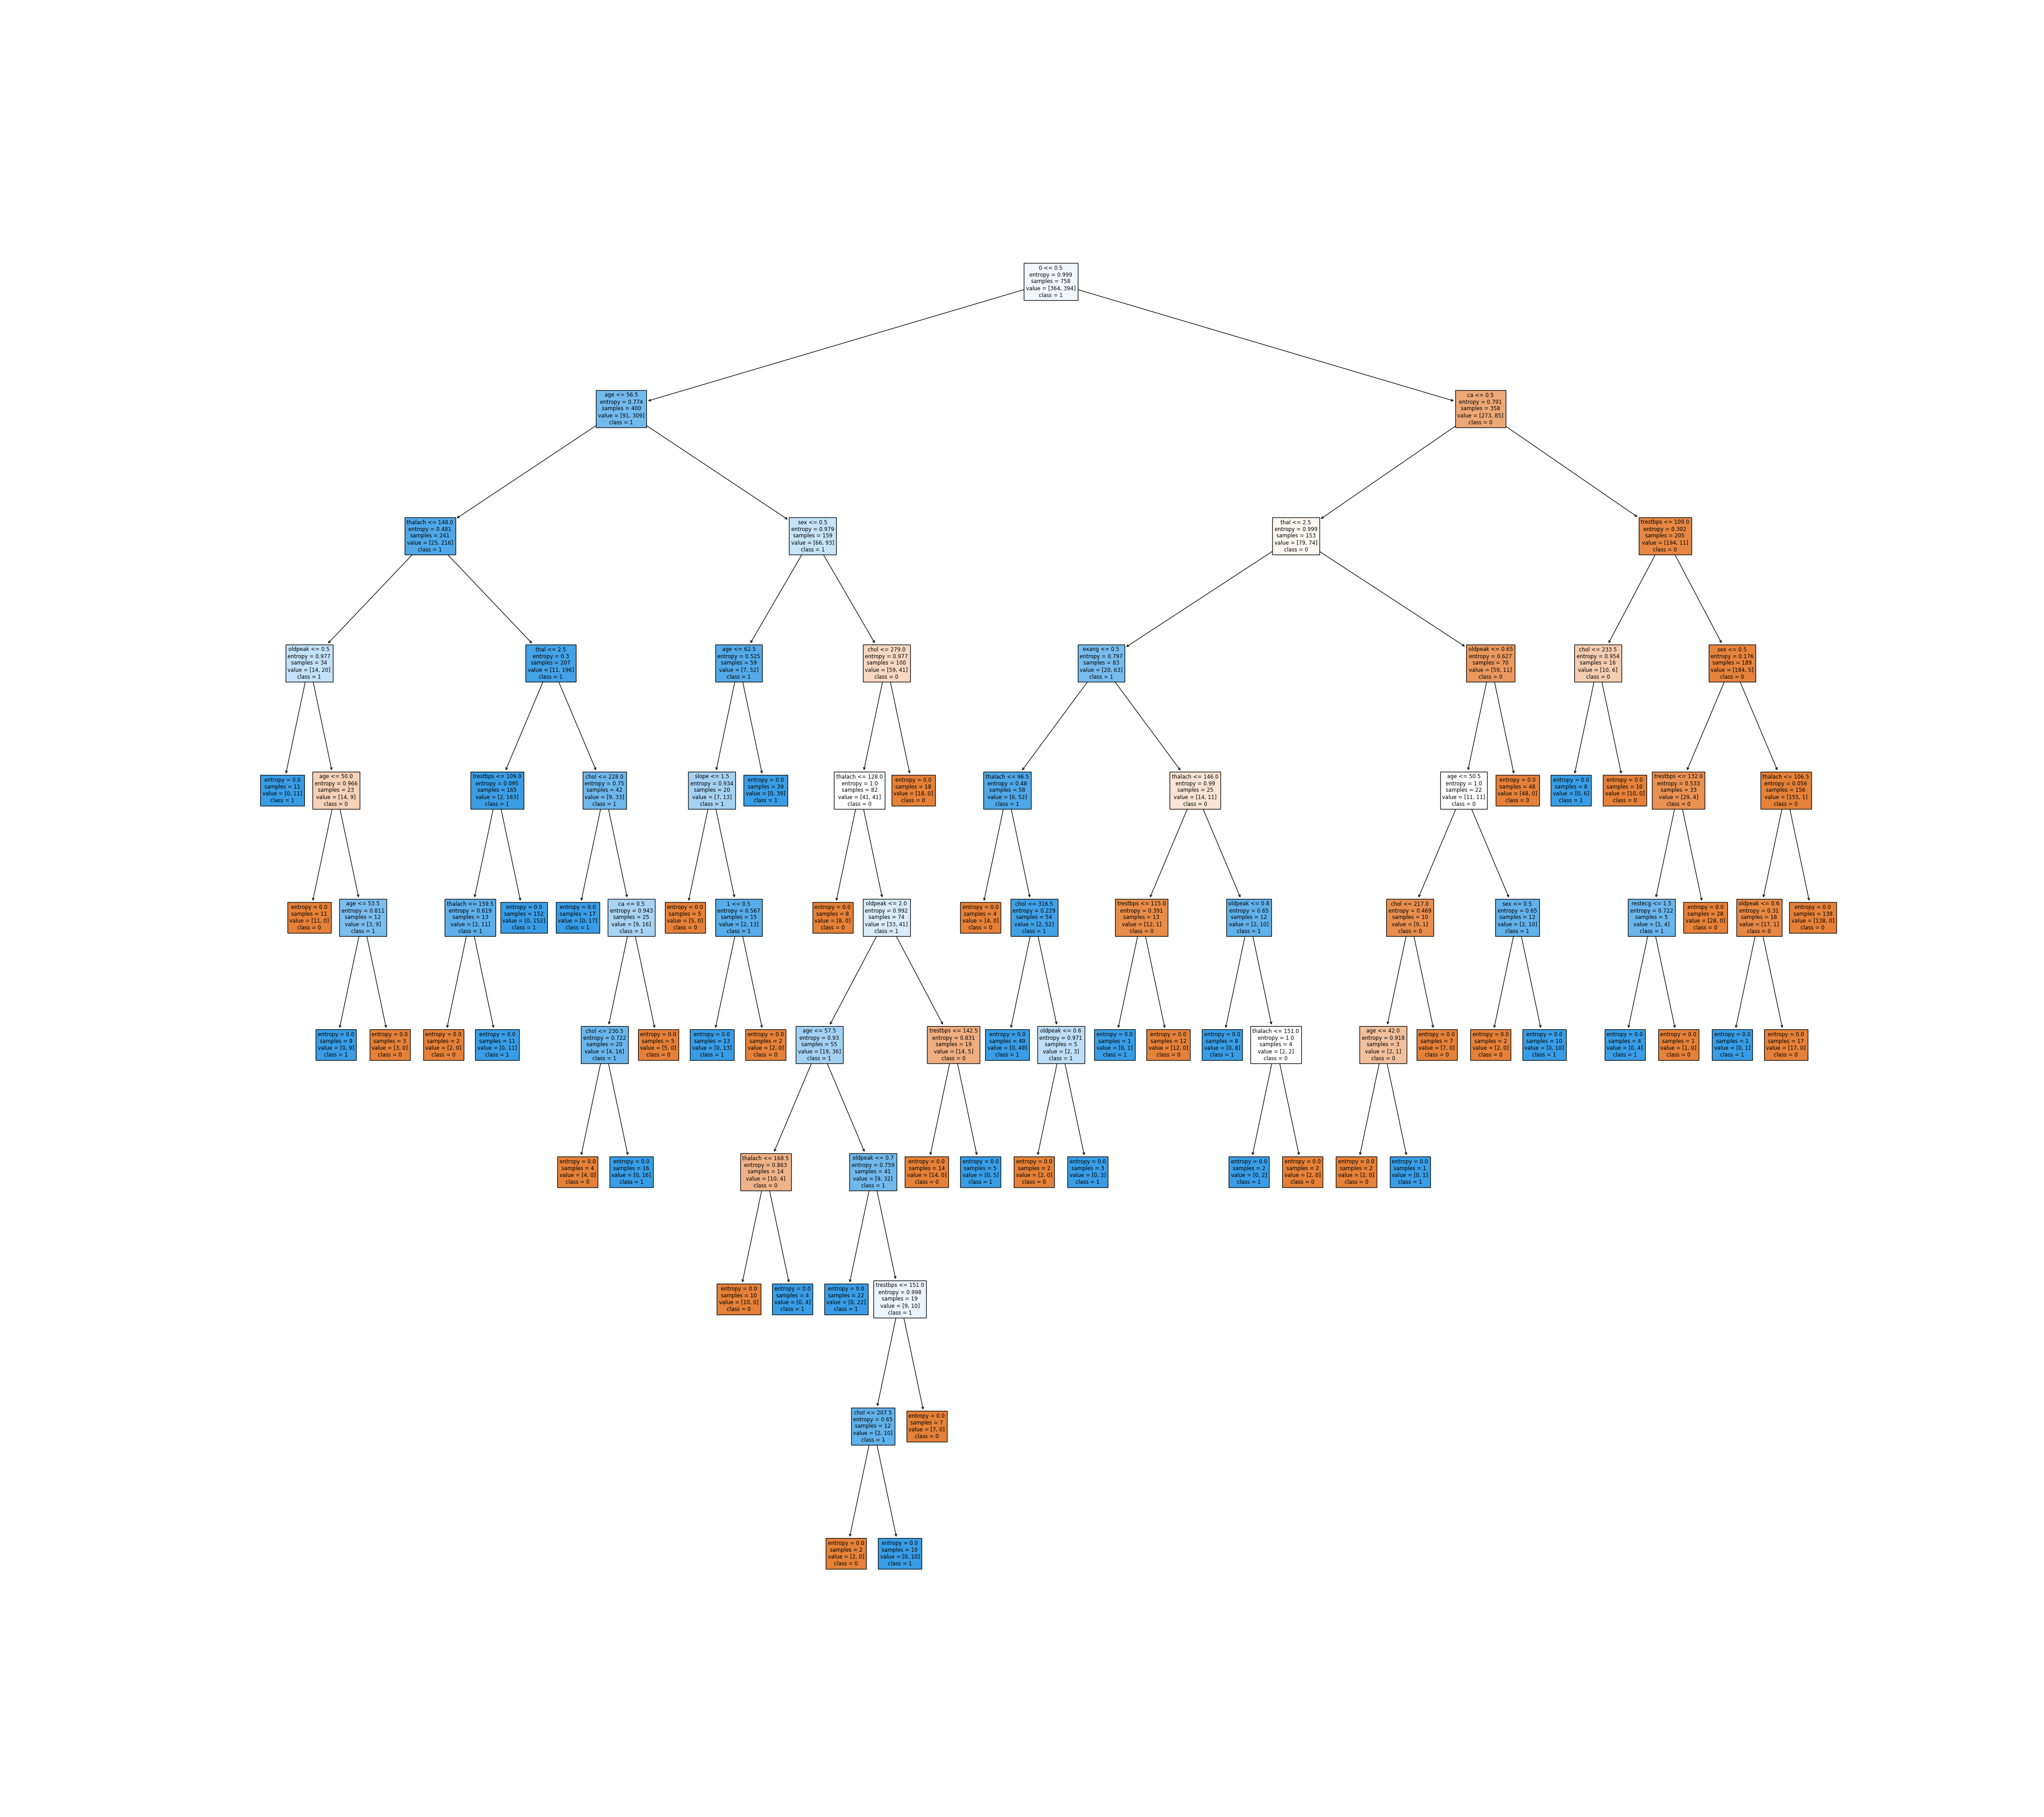 0 <= 0.5
entropy = 0.999
samples = 758
value = [364, 394]
class = 1
age <= 56.5
entropy = 0.774
samples = 400
value = [91, 309]
class = 1
ca <= 0.5
entropy = 0.791
samples = 358
value = [273, 85]
class = 0
thalach <= 148.0
entropy = 0.481
samples = 241
value = [25, 216]
class = 1
sex <= 0.5
entropy = 0.979
samples = 159
value = [66, 93]
class = 1
thal <= 2.5
entropy = 0.999
samples = 153
value = [79, 74]
class = 0
trestbps <= 109.0
entropy = 0.302
samples = 205
value = [194, 11]
class = 0
oldpeak <= 0.5
entropy = 0.977
samples = 34
value = [14, 20]
class = 1
thal <= 2.5
entropy = 0.3
samples = 207
value = [11, 196]
class = 1
age <= 62.5
entropy = 0.525
samples = 59
value = [7, 52]
class = 1
chol <= 279.0
entropy = 0.977
samples = 100
value = [59, 41]
class = 0
exang <= 0.5
entropy = 0.797
samples = 83
value = [20, 63]
class = 1
oldpeak <= 0.65
entropy = 0.627
samples = 70
value = [59, 11]
class = 0
chol <= 233.5
entropy = 0.954
samples = 16
value = [10, 6]
class = 0
sex <= 0.5
entropy = 0.176
samples = 189
value = [184, 5]
class = 0
entropy = 0.0
samples = 11
value = [0, 11]
class = 1
age <= 50.0
entropy = 0.966
samples = 23
value = [14, 9]
class = 0
trestbps <= 109.0
entropy = 0.095
samples = 165
value = [2, 163]
class = 1
chol <= 228.0
entropy = 0.75
samples = 42
value = [9, 33]
class = 1
slope <= 1.5
entropy = 0.934
samples = 20
value = [7, 13]
class = 1
entropy = 0.0
samples = 39
value = [0, 39]
class = 1
thalach <= 128.0
entropy = 1.0
samples = 82
value = [41, 41]
class = 0
entropy = 0.0
samples = 18
value = [18, 0]
class = 0
thalach <= 96.5
entropy = 0.48
samples = 58
value = [6, 52]
class = 1
thalach <= 146.0
entropy = 0.99
samples = 25
value = [14, 11]
class = 0
age <= 50.5
entropy = 1.0
samples = 22
value = [11, 11]
class = 0
entropy = 0.0
samples = 48
value = [48, 0]
class = 0
entropy = 0.0
samples = 6
value = [0, 6]
class = 1
entropy = 0.0
samples = 10
value = [10, 0]
class = 0
trestbps <= 132.0
entropy = 0.533
samples = 33
value = [29, 4]
class = 0
thalach <= 106.5
entropy = 0.056
samples = 156
value = [155, 1]
class = 0
entropy = 0.0
samples = 11
value = [11, 0]
class = 0
age <= 53.5
entropy = 0.811
samples = 12
value = [3, 9]
class = 1
thalach <= 159.5
entropy = 0.619
samples = 13
value = [2, 11]
class = 1
entropy = 0.0
samples = 152
value = [0, 152]
class = 1
entropy = 0.0
samples = 17
value = [0, 17]
class = 1
ca <= 0.5
entropy = 0.943
samples = 25
value = [9, 16]
class = 1
entropy = 0.0
samples = 5
value = [5, 0]
class = 0
1 <= 0.5
entropy = 0.567
samples = 15
value = [2, 13]
class = 1
entropy = 0.0
samples = 8
value = [8, 0]
class = 0
oldpeak <= 2.0
entropy = 0.992
samples = 74
value = [33, 41]
class = 1
entropy = 0.0
samples = 4
value = [4, 0]
class = 0
chol <= 316.5
entropy = 0.229
samples = 54
value = [2, 52]
class = 1
trestbps <= 115.0
entropy = 0.391
samples = 13
value = [12, 1]
class = 0
oldpeak <= 0.8
entropy = 0.65
samples = 12
value = [2, 10]
class = 1
chol <= 217.0
entropy = 0.469
samples = 10
value = [9, 1]
class = 0
sex <= 0.5
entropy = 0.65
samples = 12
value = [2, 10]
class = 1
restecg <= 1.5
entropy = 0.722
samples = 5
value = [1, 4]
class = 1
entropy = 0.0
samples = 28
value = [28, 0]
class = 0
oldpeak <= 0.6
entropy = 0.31
samples = 18
value = [17, 1]
class = 0
entropy = 0.0
samples = 138
value = [138, 0]
class = 0
entropy = 0.0
samples = 9
value = [0, 9]
class = 1
entropy = 0.0
samples = 3
value = [3, 0]
class = 0
entropy = 0.0
samples = 2
value = [2, 0]
class = 0
entropy = 0.0
samples = 11
value = [0, 11]
class = 1
chol <= 230.5
entropy = 0.722
samples = 20
value = [4, 16]
class = 1
entropy = 0.0
samples = 5
value = [5, 0]
class = 0
entropy = 0.0
samples = 13
value = [0, 13]
class = 1
entropy = 0.0
samples = 2
value = [2, 0]
class = 0
age <= 57.5
entropy = 0.93
samples = 55
value = [19, 36]
class = 1
trestbps <= 142.5
entropy = 0.831
samples = 19
value = [14, 5]
class = 0
entropy = 0.0
samples = 49
value = [0, 49]
class = 1
oldpeak <= 0.6
entropy = 0.971
samples = 5
value = [2, 3]
class = 1
entropy = 0.0
samples = 1
value = [0, 1]
class = 1
entropy = 0.0
samples = 12
value = [12, 0]
class = 0
entropy = 0.0
samples = 8
value = [0, 8]
class = 1
thalach <= 151.0
entropy = 1.0
samples = 4
value = [2, 2]
class = 0
age <= 42.0
entropy = 0.918
samples = 3
value = [2, 1]
class = 0
entropy = 0.0
samples = 7
value = [7, 0]
class = 0
entropy = 0.0
samples = 2
value = [2, 0]
class = 0
entropy = 0.0
samples = 10
value = [0, 10]
class = 1
entropy = 0.0
samples = 4
value = [0, 4]
class = 1
entropy = 0.0
samples = 1
value = [1, 0]
class = 0
entropy = 0.0
samples = 1
value = [0, 1]
class = 1
entropy = 0.0
samples = 17
value = [17, 0]
class = 0
entropy = 0.0
samples = 4
value = [4, 0]
class = 0
entropy = 0.0
samples = 16
value = [0, 16]
class = 1
thalach <= 168.5
entropy = 0.863
samples = 14
value = [10, 4]
class = 0
oldpeak <= 0.7
entropy = 0.759
samples = 41
value = [9, 32]
class = 1
entropy = 0.0
samples = 14
value = [14, 0]
class = 0
entropy = 0.0
samples = 5
value = [0, 5]
class = 1
entropy = 0.0
samples = 2
value = [2, 0]
class = 0
entropy = 0.0
samples = 3
value = [0, 3]
class = 1
entropy = 0.0
samples = 2
value = [0, 2]
class = 1
entropy = 0.0
samples = 2
value = [2, 0]
class = 0
entropy = 0.0
samples = 2
value = [2, 0]
class = 0
entropy = 0.0
samples = 1
value = [0, 1]
class = 1
entropy = 0.0
samples = 10
value = [10, 0]
class = 0
entropy = 0.0
samples = 4
value = [0, 4]
class = 1
entropy = 0.0
samples = 22
value = [0, 22]
class = 1
trestbps <= 151.0
entropy = 0.998
samples = 19
value = [9, 10]
class = 1
chol <= 207.5
entropy = 0.65
samples = 12
value = [2, 10]
class = 1
entropy = 0.0
samples = 7
value = [7, 0]
class = 0
entropy = 0.0
samples = 2
value = [2, 0]
class = 0
entropy = 0.0
samples = 10
value = [0, 10]
class = 1